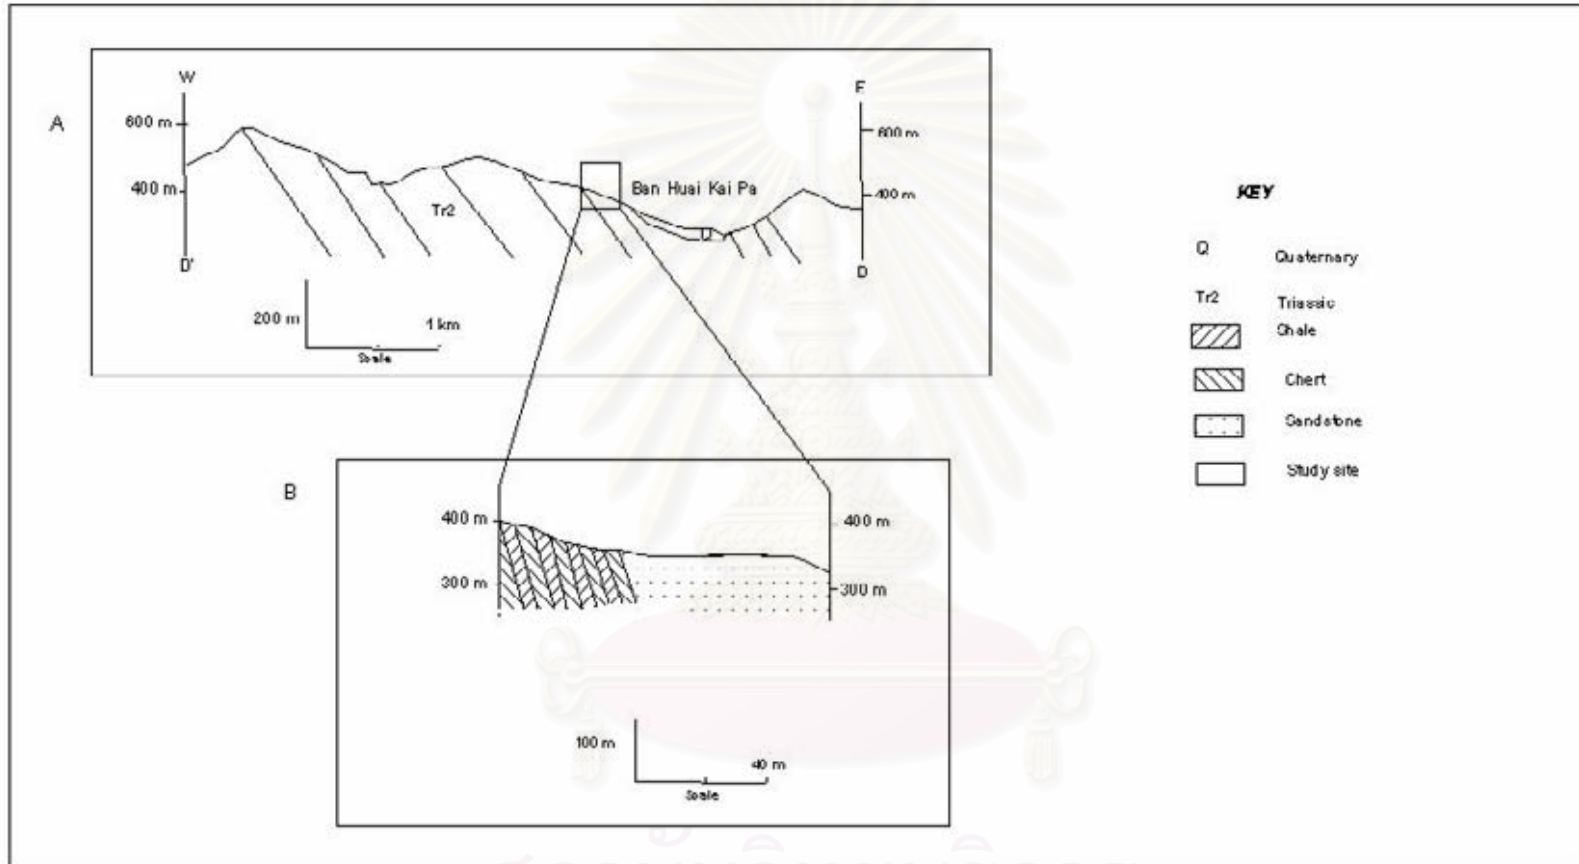 A
W
E
600 m
600 m
400 m
400 m
Ban Huai Kai Pa
Tr2
D'
D
200 m
1 km
Scale
KEY
Q
Quaternary
Tr2
Triassic
Shale
Chert
Sandstone
Study site
B
400 m
400 m
300 m
300 m
100 m
40 m
Scale